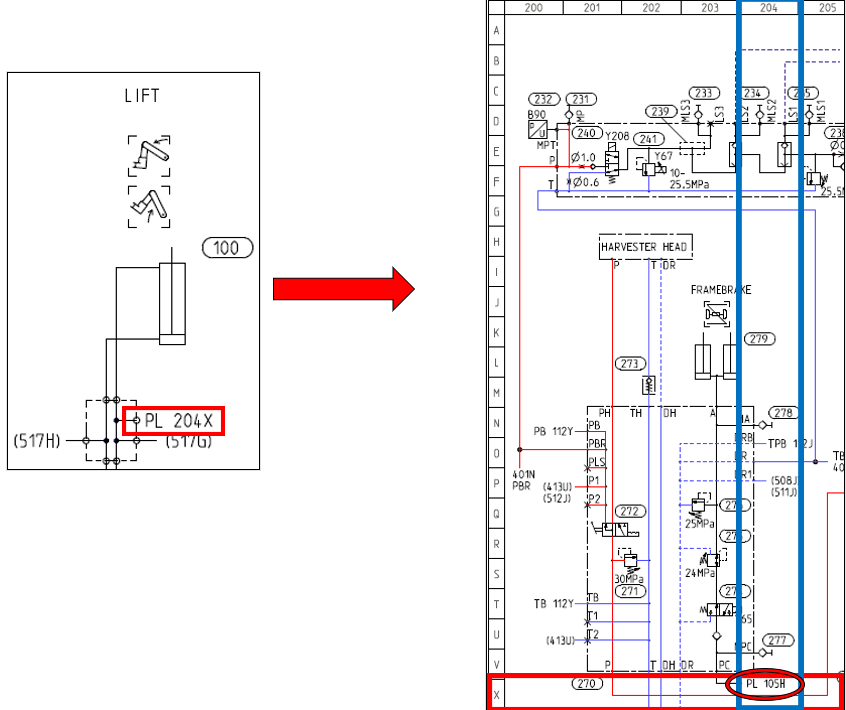 LIFT
100
PL 204X
(517H)
(517G)
200 201 202 203 204 205
A
B
C
D
E
F
G
H
I
J
K
L
M
N
O
P
Q
R
S
T
U
V
X
232 231 239 233 234
B90
P
U
MP
MPT
240
Y208
241
MLS3
LS3
LS2
MLS2
LS1
MLS1
P
Ø1.0
Y67
10-
25.5MPa
T
Ø0.6
HARVESTER HEAD
P T DR
FRAMEBRAKE
279
273
PH TH DH A
278
PB 112Y
PB
PBR
TPB 112J
401N
PBR
PLS
(413U)
(512J)
P1
P2
DR1
(508J)
(511J)
272
25MPa
30MPa
271
24MPa
TB 112Y
TB
T1
(413U)
T2
277
P T DH DR PC
270
PL 105H